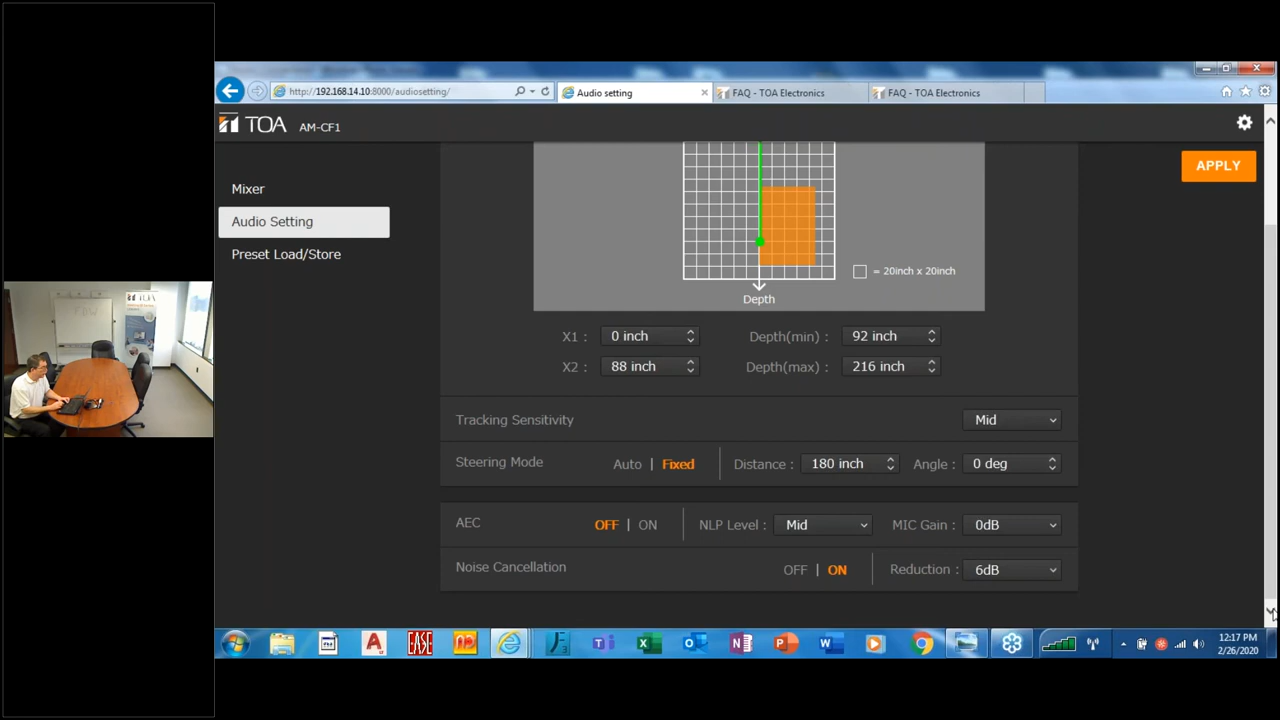 http://192.168.14.10:8000/audiosetting/
Audio setting
FAQ - TOA Electronics
FAQ - TOA Electronics
TOA AM-CF1
APPLY
Mixer
Audio Setting
Preset Load/Store
= 20inch x 20inch
Depth
X1 : 0 inch Depth(min) : 92 inch
X2 : 88 inch Depth(max) : 216 inch
Tracking Sensitivity Mid
Steering Mode Auto | Fixed Distance : 180 inch Angle : 0 deg
AEC OFF | ON NLP Level : Mid MIC Gain : 0dB
Noise Cancellation OFF | ON Reduction : 6dB
TOA
EASE
12:17 PM
2/26/2020